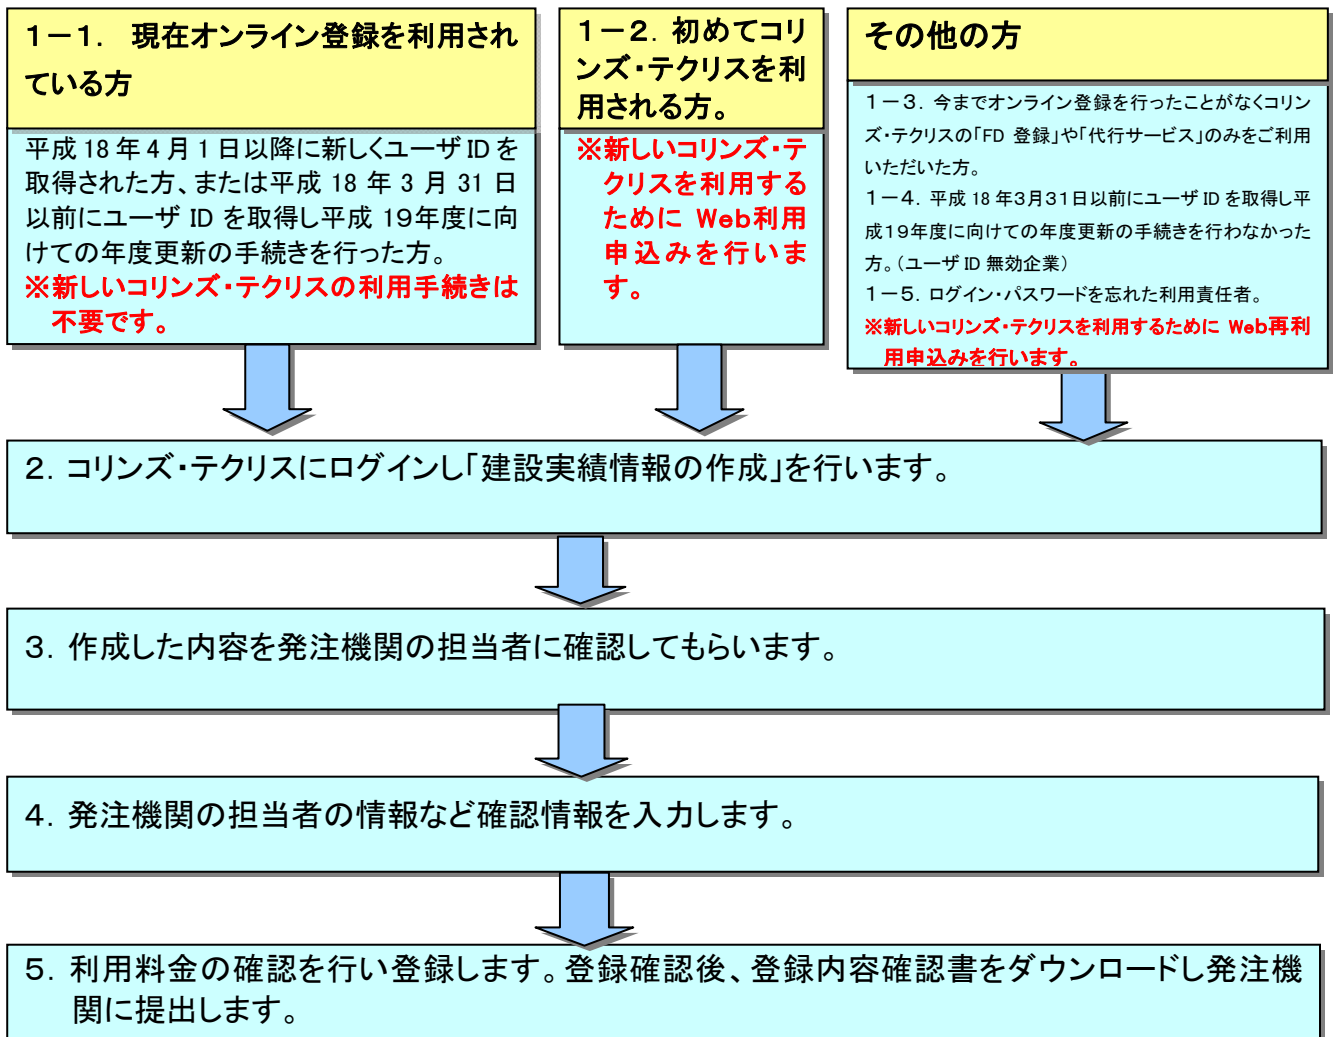 1－1． 現在オンライン登録を利用され
ている方
平成 18 年 4 月 1 日以降に新しくユーザ ID を
取得された方、または平成 18 年 3 月 31 日
以前にユーザ ID を取得し平成 19年度に向
けての年度更新の手続きを行った方。
※新しいコリンズ・テクリスの利用手続きは
不要です。
1－2．初めてコリ
ンズ・テクリスを利
用される方。
※新しいコリンズ・テ
クリスを利用する
ために Web利用
申込みを行いま
す。
その他の方
1－3．今までオンライン登録を行ったことがなくコリン
ズ・テクリスの「FD 登録」や「代行サービス」のみをご利用
いただいた方。
1－4．平成 18 年3月31日以前にユーザ ID を取得し平
成19年度に向けての年度更新の手続きを行わなかった
方。（ユーザ ID 無効企業）
1－5．ログイン・パスワードを忘れた利用責任者。
※新しいコリンズ・テクリスを利用するために Web再利
用申込みを行います。
2．コリンズ・テクリスにログインし「建設実績情報の作成」を行います。
3．作成した内容を発注機関の担当者に確認してもらいます。
4．発注機関の担当者の情報など確認情報を入力します。
5．利用料金の確認を行い登録します。登録確認後、登録内容確認書をダウンロードし発注機
関に提出します。